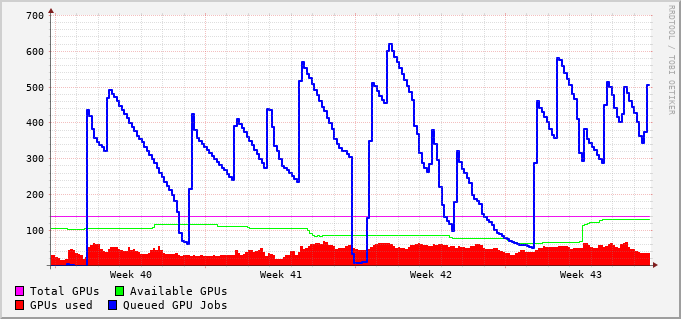 700
600
500
400
300
200
100
Week 40 Week 41 Week 42 Week 43
Total GPUs Available GPUs
GPUs used Queued GPU Jobs
RRDTOOL / TOBI OETIKER